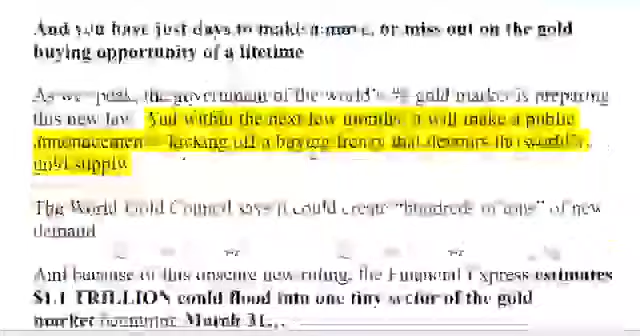 And you have just days to make a move, or miss out on the gold
buying opportunity of a lifetime
As we speak, the government of the world's gold market is preparing
this new law. And within the next few months it will make a public
announcement kicking off a buying frenzy that devours the world's
gold supply
The World Gold Council says it could create "hundreds of tons" of new
demand
And because of this obscure new ruling, the Financial Express estimates
$1.1 TRILLION could flood into one tiny sector of the gold
market beginning March 31...